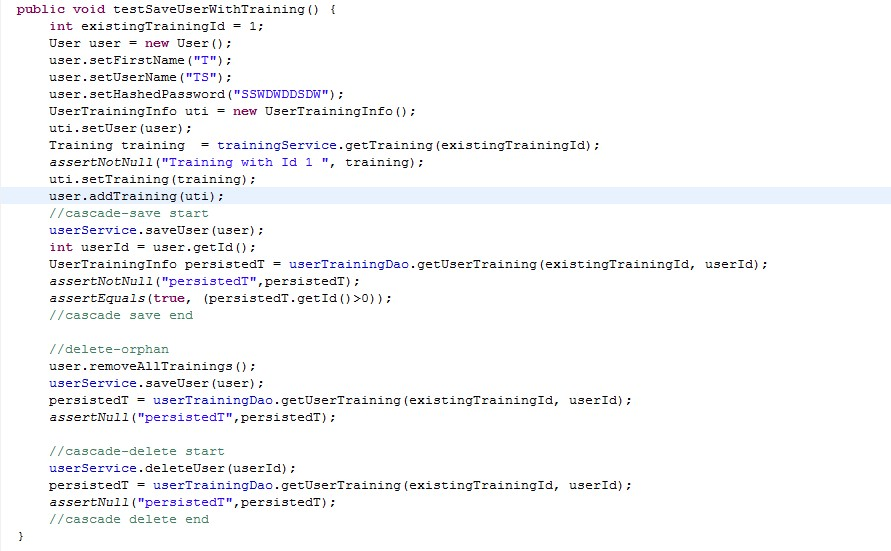 public void testSaveUserWithTraining() {
int existingTrainingId = 1;
User user = new User();
user.setFirstName("T");
user.setUserName("TS");
user.setHashedPassword("SSWDWDDSDW");
UserTrainingInfo uti = new UserTrainingInfo();
uti.setUser(user);
Training training  = trainingService.getTraining(existingTrainingId);
assertNotNull("Training with Id 1 ", training);
uti.setTraining(training);
user.addTraining(uti);
//cascade-save start
userService.saveUser(user);
int userId = user.getId();
UserTrainingInfo persistedT = userTrainingDao.getUserTraining(existingTrainingId, userId);
assertNotNull("persistedT",persistedT);
assertEquals(true, (persistedT.getId()>0));
//cascade save end
//delete-orphan
user.removeAllTrainings();
userService.saveUser(user);
persistedT = userTrainingDao.getUserTraining(existingTrainingId, userId);
assertNull("persistedT",persistedT);
//cascade-delete start
userService.deleteUser(userId);
persistedT = userTrainingDao.getUserTraining(existingTrainingId, userId);
assertNull("persistedT",persistedT);
//cascade delete end
}